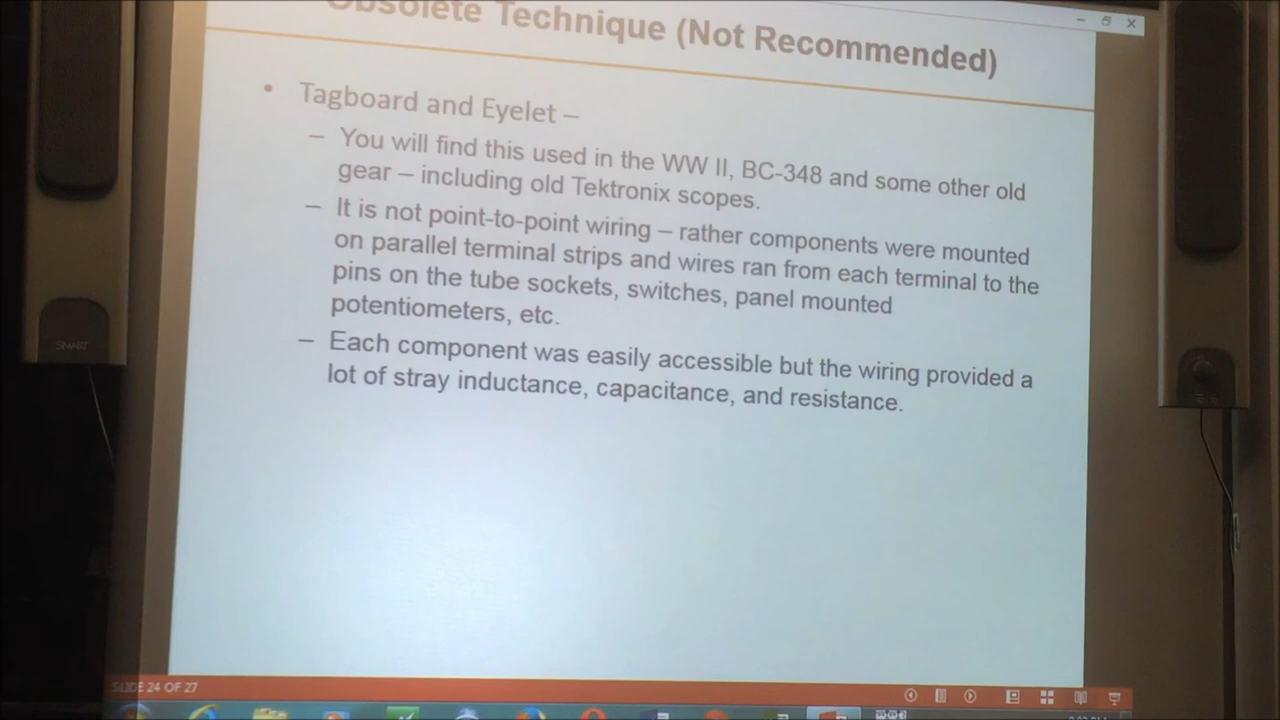 Obsolete Technique (Not Recommended)
• Tagboard and Eyelet –
– You will find this used in the WW II, BC-348 and some other old
gear – including old Tektronix scopes.
– It is not point-to-point wiring – rather components were mounted
on parallel terminal strips and wires ran from each terminal to the
pins on the tube sockets, switches, panel mounted
potentiometers, etc.
– Each component was easily accessible but the wiring provided a
lot of stray inductance, capacitance, and resistance.
SMART
SLIDE 24 OF 27